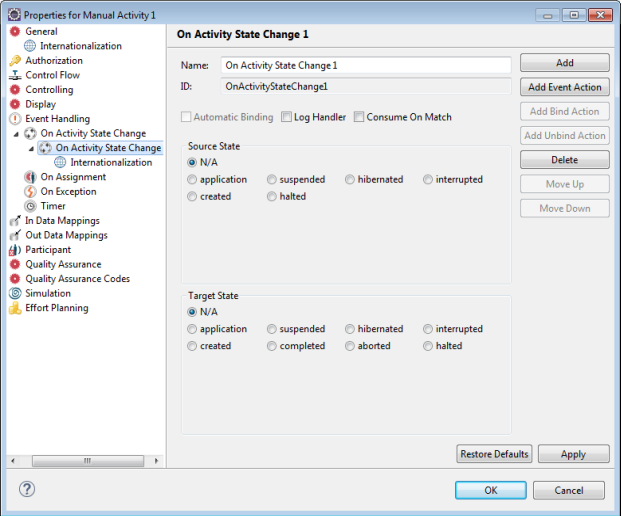 Properties for Manual Activity 1
General
Internationalization
Authorization
Control Flow
Controlling
Display
Event Handling
On Activity State Change
On Activity State Change
Internationalization
On Assignment
On Exception
Timer
In Data Mappings
Out Data Mappings
Participant
Quality Assurance
Quality Assurance Codes
Simulation
Effort Planning
On Activity State Change 1
Name: On Activity State Change 1
ID: OnActivityStateChange1
Automatic Binding Log Handler Consume On Match
Source State
N/A
application suspended hibernated interrupted
created halted
Target State
N/A
application suspended hibernated interrupted
created completed aborted halted
Add
Add Event Action
Add Bind Action
Add Unbind Action
Delete
Move Up
Move Down
Restore Defaults Apply
OK Cancel